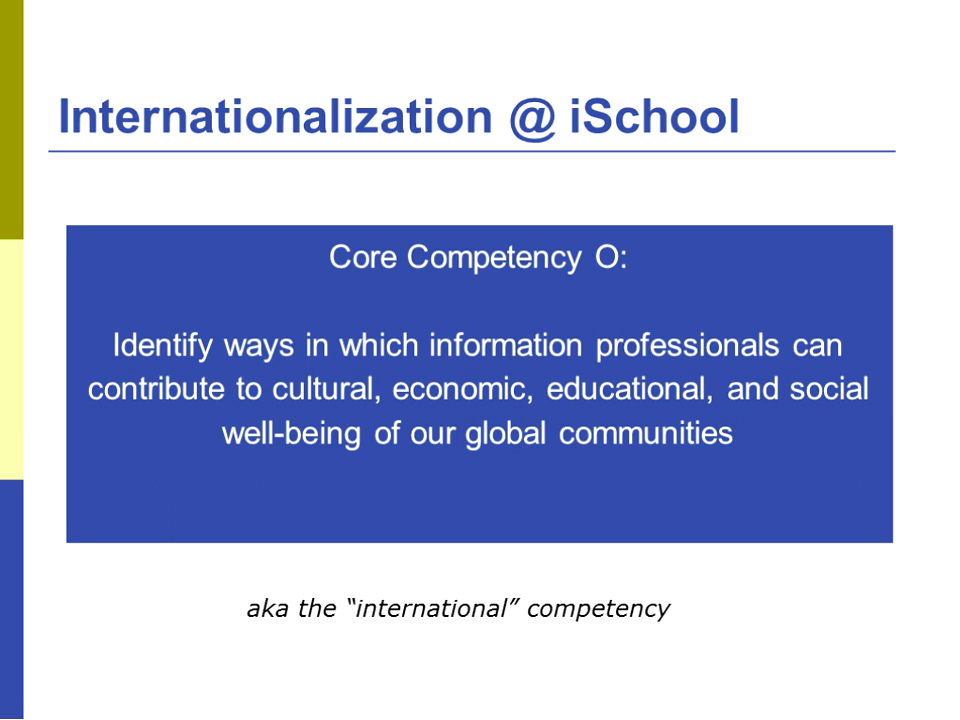 Internationalization @ iSchool
Core Competency O:
Identify ways in which information professionals can
contribute to cultural, economic, educational, and social
well-being of our global communities
aka the “international” competency